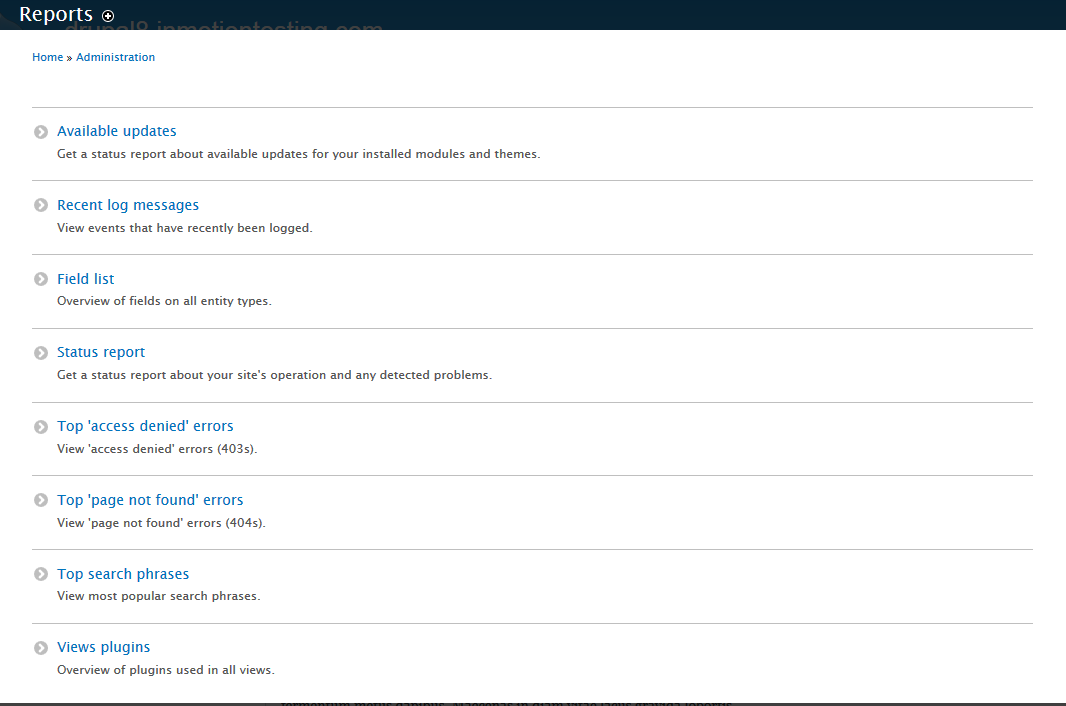 Reports
drupal8.inmotiontesting.com
Home » Administration
Available updates
Get a status report about available updates for your installed modules and themes.
Recent log messages
View events that have recently been logged.
Field list
Overview of fields on all entity types.
Status report
Get a status report about your site's operation and any detected problems.
Top 'access denied' errors
View 'access denied' errors (403s).
Top 'page not found' errors
View 'page not found' errors (404s).
Top search phrases
View most popular search phrases.
Views plugins
Overview of plugins used in all views.